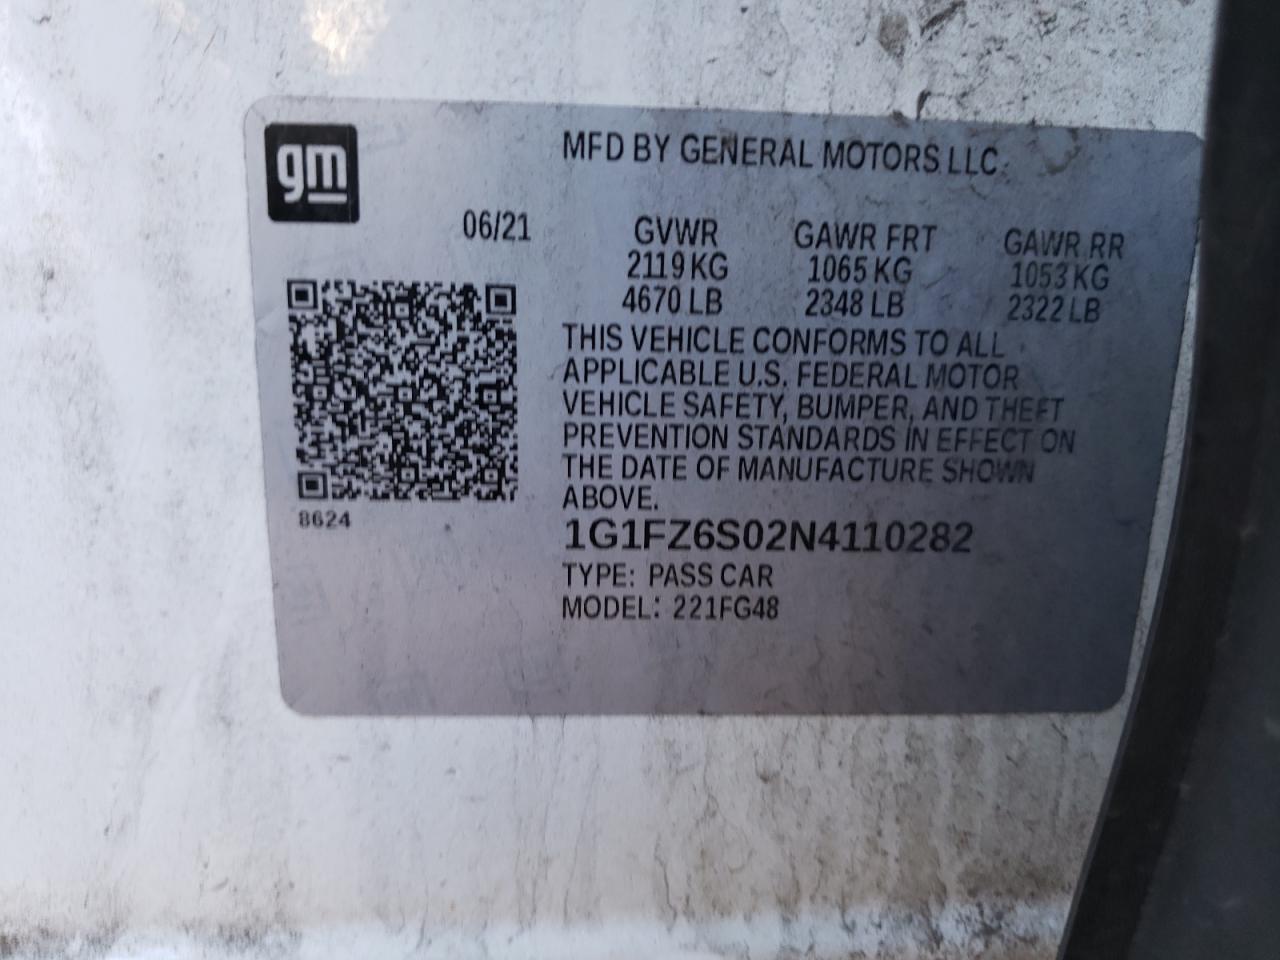 gm
MFD BY GENERAL MOTORS LLC
06/21
GVWR GAWR FRT GAWR RR
2119 KG 1065 KG 1053 KG
4670 LB 2348 LB 2322 LB
THIS VEHICLE CONFORMS TO ALL
APPLICABLE U.S. FEDERAL MOTOR
VEHICLE SAFETY, BUMPER, AND THEFT
PREVENTION STANDARDS IN EFFECT ON
THE DATE OF MANUFACTURE SHOWN
ABOVE.
8624
1G1FZ6S02N4110282
TYPE: PASS CAR
MODEL: 221FG48